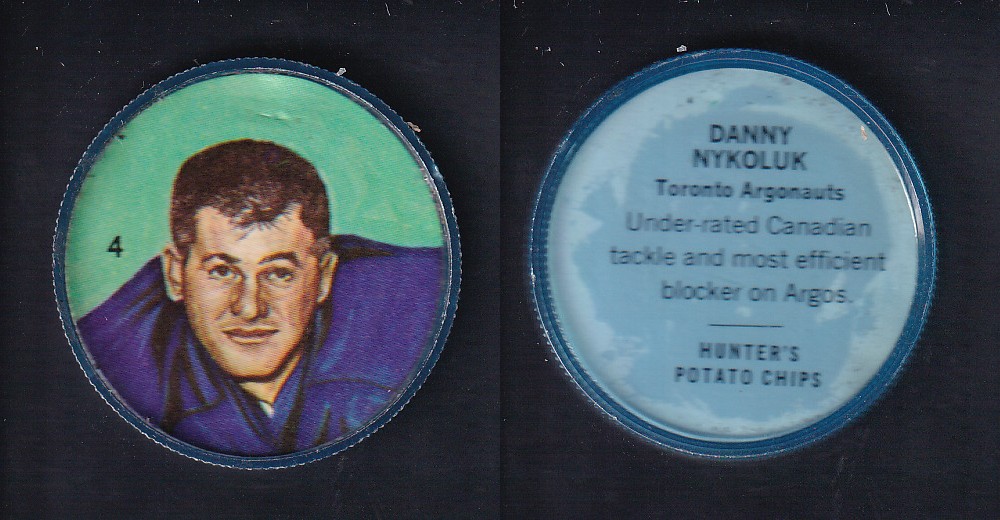 4
DANNY
NYKOLUK
Toronto Argonauts
Under-rated Canadian
tackle and most efficient
blocker on Argos.
HUNTER'S
POTATO CHIPS